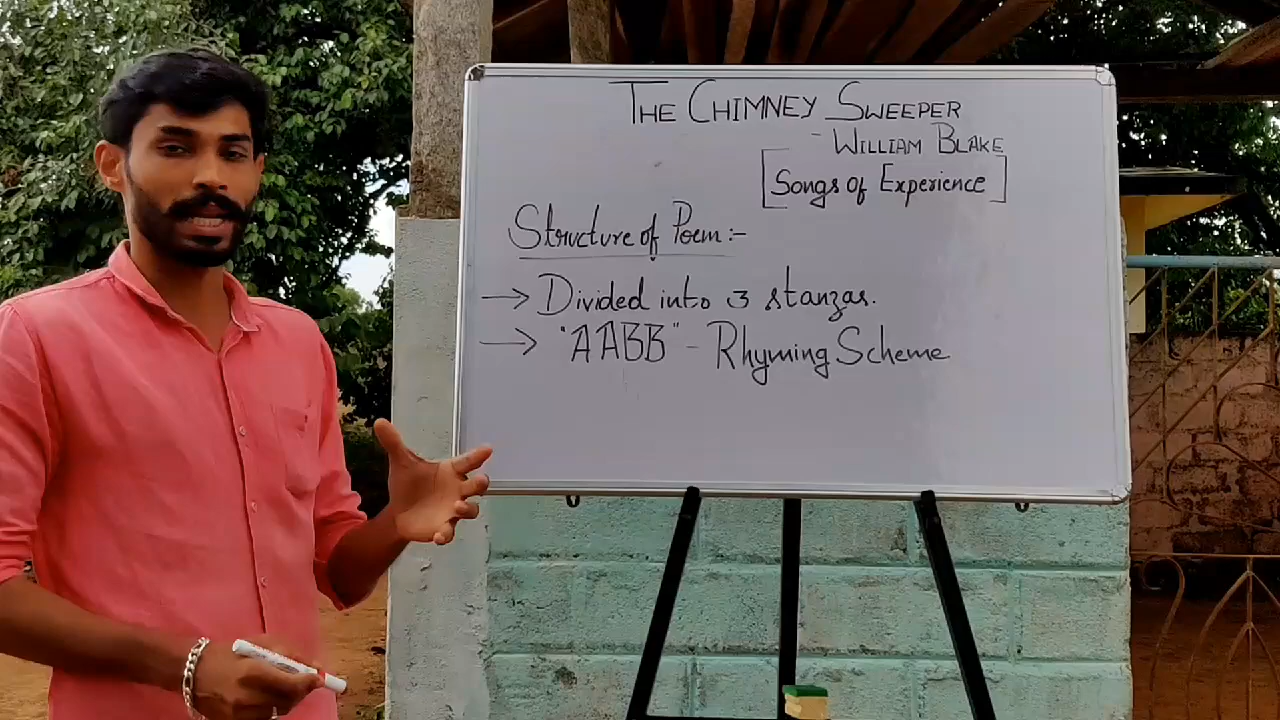 THE CHIMNEY SWEEPER
- WILLIAM BLAKE
[Songs of Experience]
Structure of Poem:-
→ Divided into 3 stanzas.
→ "AABB" - Rhyming Scheme